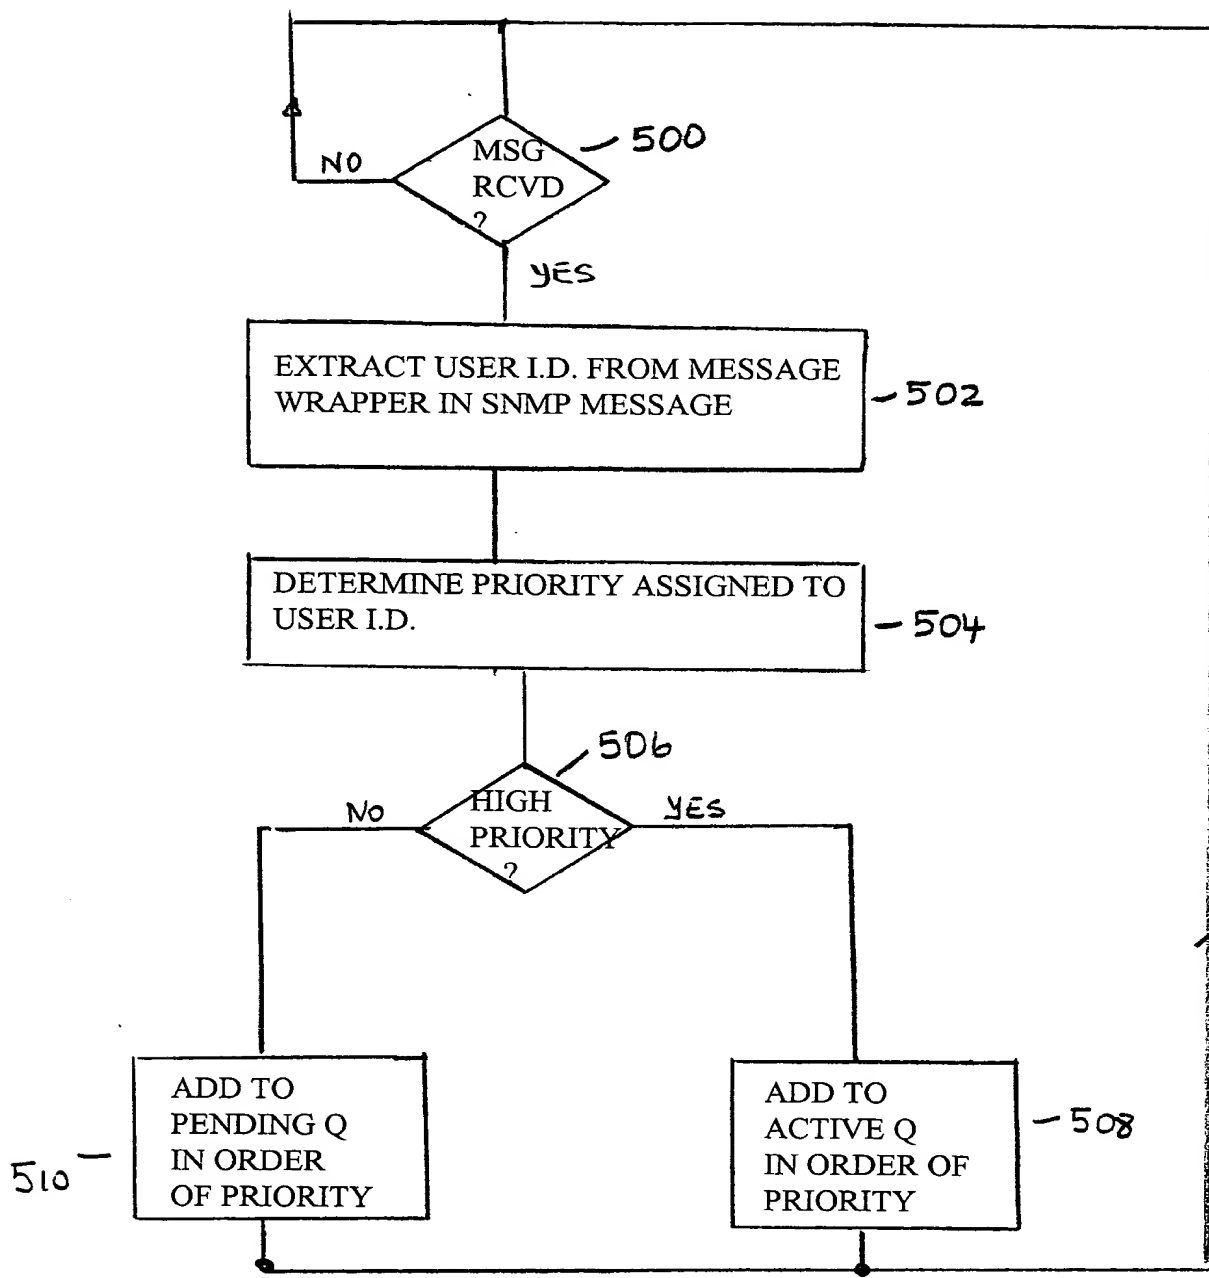 500
MSG
RCVD
?
NO
YES
EXTRACT USER I.D. FROM MESSAGE
WRAPPER IN SNMP MESSAGE
502
DETERMINE PRIORITY ASSIGNED TO
USER I.D.
504
506
NO
HIGH
PRIORITY
?
YES
ADD TO
PENDING Q
IN ORDER
OF PRIORITY
510
ADD TO
ACTIVE Q
IN ORDER OF
PRIORITY
508